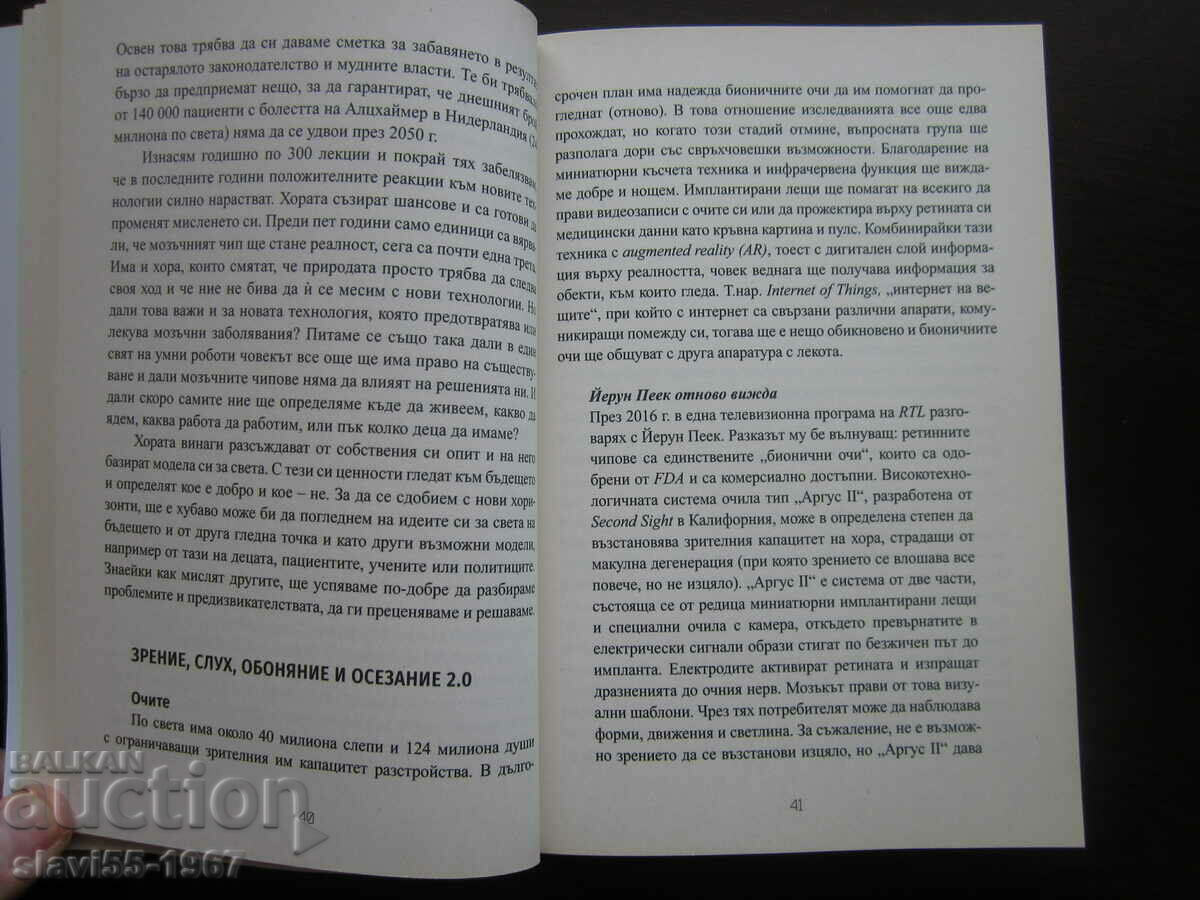 Освен това трябва да си даваме сметка за забавянето в резулта
на остарялото законодателство и мудните власти. Те би трябвало
бързо да предприемат нещо, за да гарантират, че днешният брой
от 140 000 пациенти с болестта на Алцхаймер в Нидерландия (24
милиона по света) няма да се удвои през 2050 г.
Изнасям годишно по 300 лекции и покрай тях забелязвам,
че в последните години положителните реакции към новите тех-
нологии силно нарастват. Хората съзират шансове и са готови да
променят мисленето си. Преди пет години само единици са вярва-
ли, че мозъчният чип ще стане реалност, сега са почти една трета.
Има и хора, които смятат, че природата просто трябва да следва
своя ход и че ние не бива да ѝ се месим с нови технологии. Но
дали това важи и за новата технология, която предотвратява или
лекува мозъчни заболявания? Питаме се също така дали в един
свят на умни роботи човекът все още ще има право на съществу-
ване и дали мозъчните чипове няма да влияят на решенията ни. И
дали скоро самите ние ще определяме къде да живеем, какво да
ядем, каква работа да работим, или пък колко деца да имаме?
Хората винаги разсъждават от собствения си опит и на него
базират модела си за света. С тези си ценности гледат към бъдещето
и определят кое е добро и кое – не. За да се сдобием с нови хори-
зонти, ще е хубаво може би да погледнем на идеите си за света на
бъдещето и от друга гледна точка и като други възможни модели,
например от тази на децата, пациентите, учените или политиците.
Знаейки как мислят другите, ще успяваме по-добре да разбираме
проблемите и предизвикателствата, да ги преценяваме и решаваме.
ЗРЕНИЕ, СЛУХ, ОБОНЯНИЕ И ОСЕЗАНИЕ 2.0
Очите
По света има около 40 милиона слепи и 124 милиона души
с ограничаващи зрителния им капацитет разстройства. В дълго-
40
срочен план има надежда бионичните очи да им помогнат да про-
гледнат (отново). В това отношение изследванията все още едва
прохождат, но когато този стадий отмине, въпросната група ще
разполага дори със свръхчовешки възможности. Благодарение на
миниатюрни късчета техника и инфрачервена функция ще вижда-
ме добре и нощем. Имплантирани лещи ще помагат на всекиго да
прави видеозаписи с очите си или да прожектира върху ретината си
медицински данни като кръвна картина и пулс. Комбинирайки тази
техника с augmented reality (AR), тоест с дигитален слой информа-
ция върху реалността, човек веднага ще получава информация за
обекти, към които гледа. Т.нар. Internet of Things, „интернет на ве-
щите“, при който с интернет са свързани различни апарати, кому-
никиращи помежду си, тогава ще е нещо обикновено и бионичните
очи ще общуват с друга апаратура с лекота.
Йерун Пеек отново вижда
През 2016 г. в една телевизионна програма на RTL разго-
варях с Йерун Пеек. Разказът му бе вълнуващ: ретинните
чипове са единствените „бионични очи“, които са одо-
брени от FDA и са комерсиално достъпни. Високотехно-
логичната система очила тип „Аргус II“, разработена от
Second Sight в Калифорния, може в определена степен да
възстановява зрителния капацитет на хора, страдащи от
макулна дегенерация (при която зрението се влошава все
повече, но не изцяло). „Аргус II“ е система от две части,
състояща се от редица миниатюрни имплантирани лещи
и специални очила с камера, откъдето превърнатите в
електрически сигнали образи стигат по безжичен път до
импланта. Електродите активират ретината и изпращат
дразненията до очния нерв. Мозъкът прави от това визу-
ални шаблони. Чрез тях потребителят може да наблюдава
форми, движения и светлина. За съжаление, не е възмож-
но зрението да се възстанови изцяло, но „Аргус II“ дава
41
BALKAN
аукцион
slavi55-1967